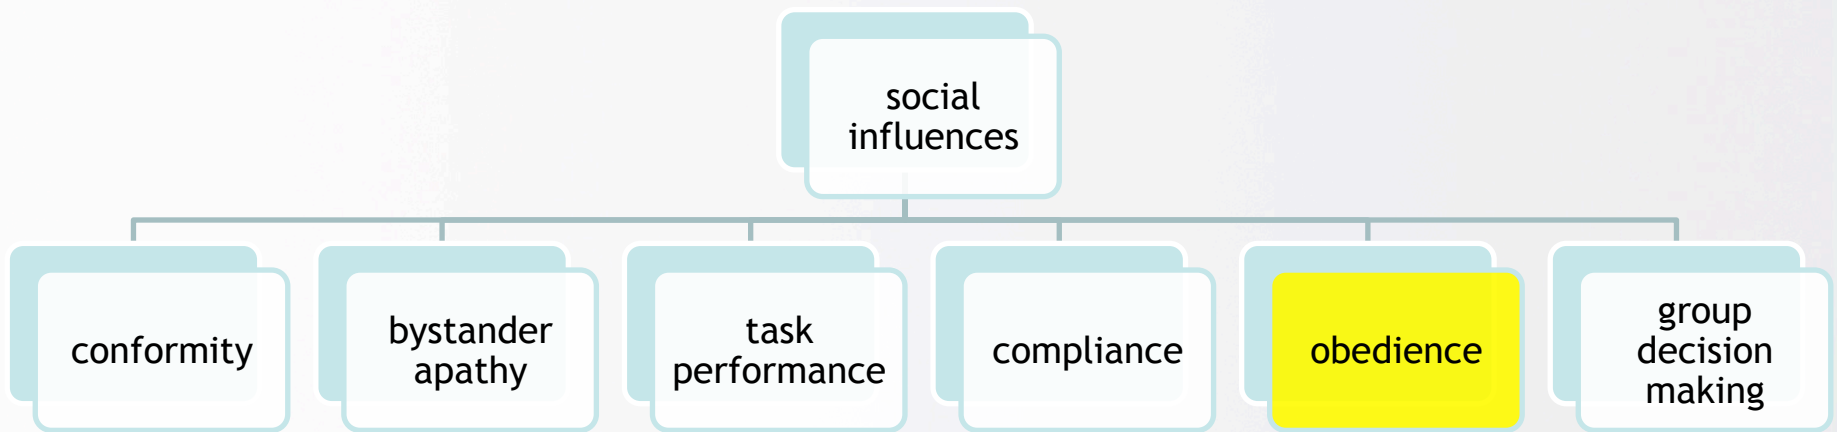 social
influences
conformity
bystander
apathy
task
performance
compliance
obedience
group
decision
making